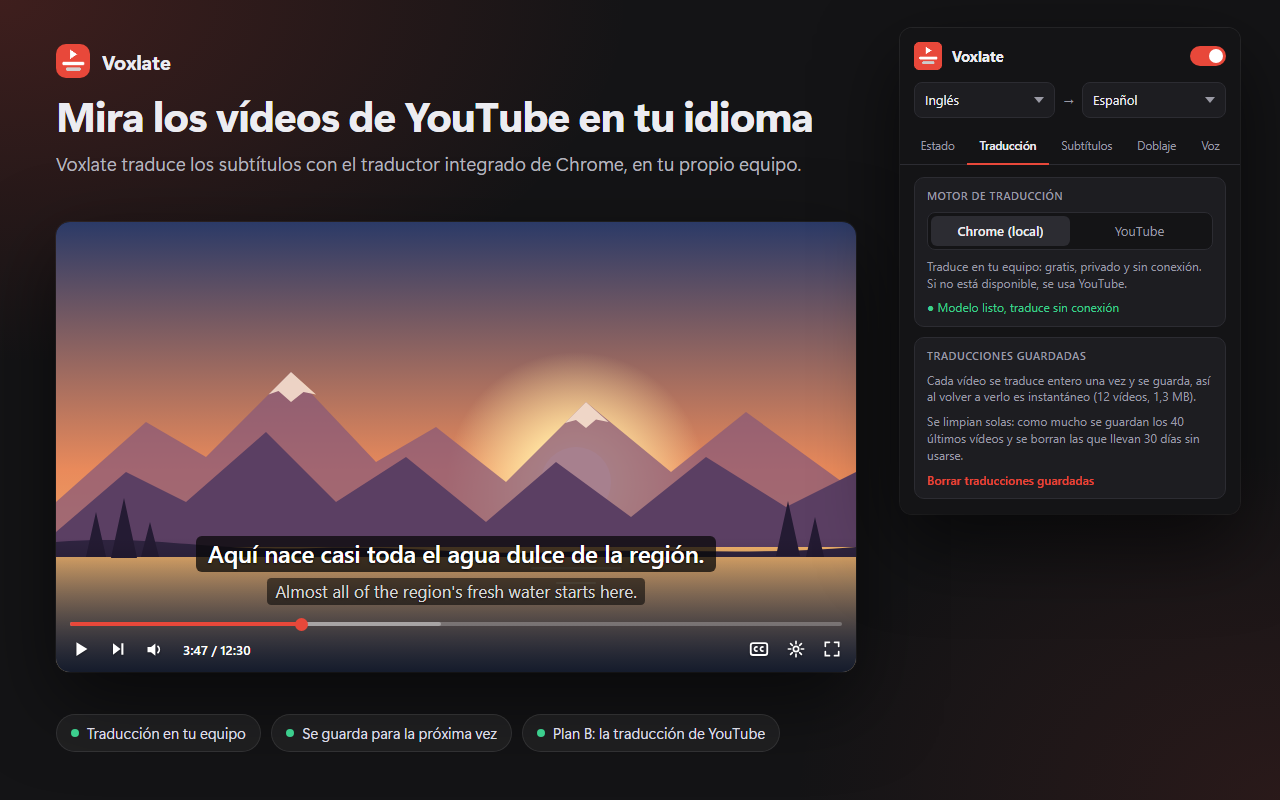 Voxlate
Mira los vídeos de YouTube en tu idioma
Voxlate traduce los subtítulos con el traductor integrado de Chrome, en tu propio equipo.
Aquí nace casi toda el agua dulce de la región.
Almost all of the region's fresh water starts here.
3:47 / 12:30
CC
Traducción en tu equipo
Se guarda para la próxima vez
Plan B: la traducción de YouTube
Voxlate
Inglés → Español
Estado Traducción Subtítulos Doblaje Voz
MOTOR DE TRADUCCIÓN
Chrome (local) YouTube
Traduce en tu equipo: gratis, privado y sin conexión.
Si no está disponible, se usa YouTube.
● Modelo listo, traduce sin conexión
TRADUCCIONES GUARDADAS
Cada vídeo se traduce entero una vez y se guarda, así
al volver a verlo es instantáneo (12 vídeos, 1,3 MB).
Se limpian solas: como mucho se guardan los 40
últimos vídeos y se borran las que llevan 30 días sin
usarse.
Borrar traducciones guardadas